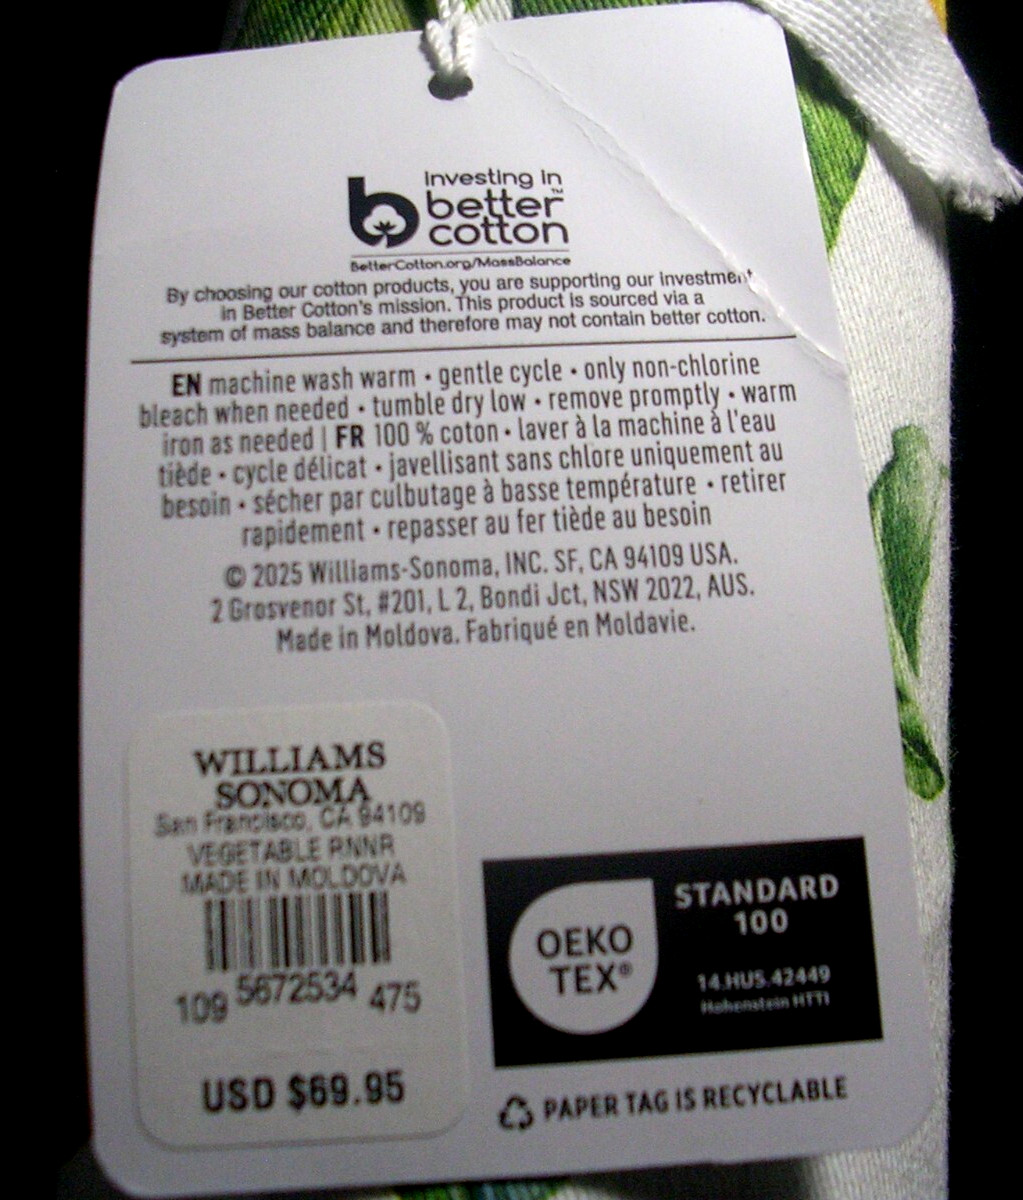 investing in
better™
cotton
BetterCotton.org/MassBalance
By choosing our cotton products, you are supporting our investment
in Better Cotton's mission. This product is sourced via a
system of mass balance and therefore may not contain better cotton.
EN machine wash warm • gentle cycle • only non-chlorine
bleach when needed • tumble dry low • remove promptly • warm
iron as needed | FR 100 % coton • laver à la machine à l'eau
tiède • cycle délicat • javellisant sans chlore uniquement au
besoin • sécher par culbutage à basse température • retirer
rapidement • repasser au fer tiède au besoin
© 2025 Williams-Sonoma, INC. SF, CA 94109 USA.
2 Grosvenor St, #201, L 2, Bondi Jct, NSW 2022, AUS.
Made in Moldova. Fabriqué en Moldavie.
WILLIAMS
SONOMA
San Francisco, CA 94109
VEGETABLE RNNR
MADE IN MOLDOVA
109 5672534 475
USD $69.95
OEKO
TEX®
STANDARD
100
14.HUS.42449
Hohenstein HTTI
PAPER TAG IS RECYCLABLE